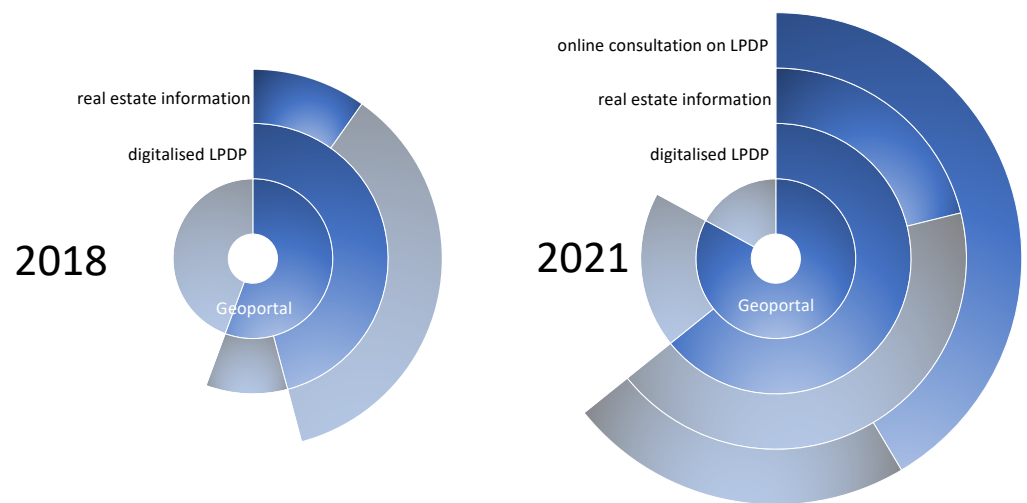 2018
real estate information
digitalised LPDP
Geoportal
2021
online consultation on LPDP
real estate information
digitalised LPDP
Geoportal